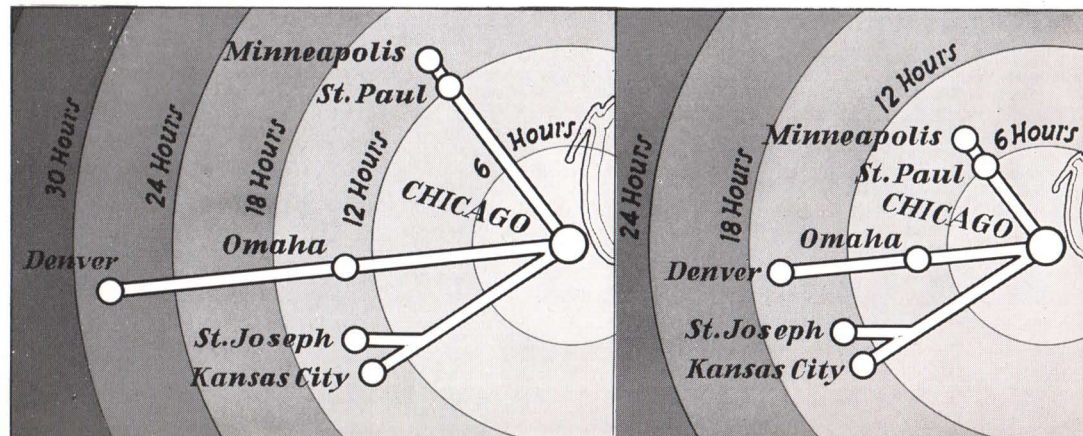 Minneapolis
St. Paul
6 Hours
CHICAGO
12 Hours
18 Hours
24 Hours
30 Hours
Omaha
Denver
St. Joseph
Kansas City
12 Hours
Minneapolis
6 Hours
St. Paul
CHICAGO
18 Hours
24 Hours
Omaha
Denver
St. Joseph
Kansas City